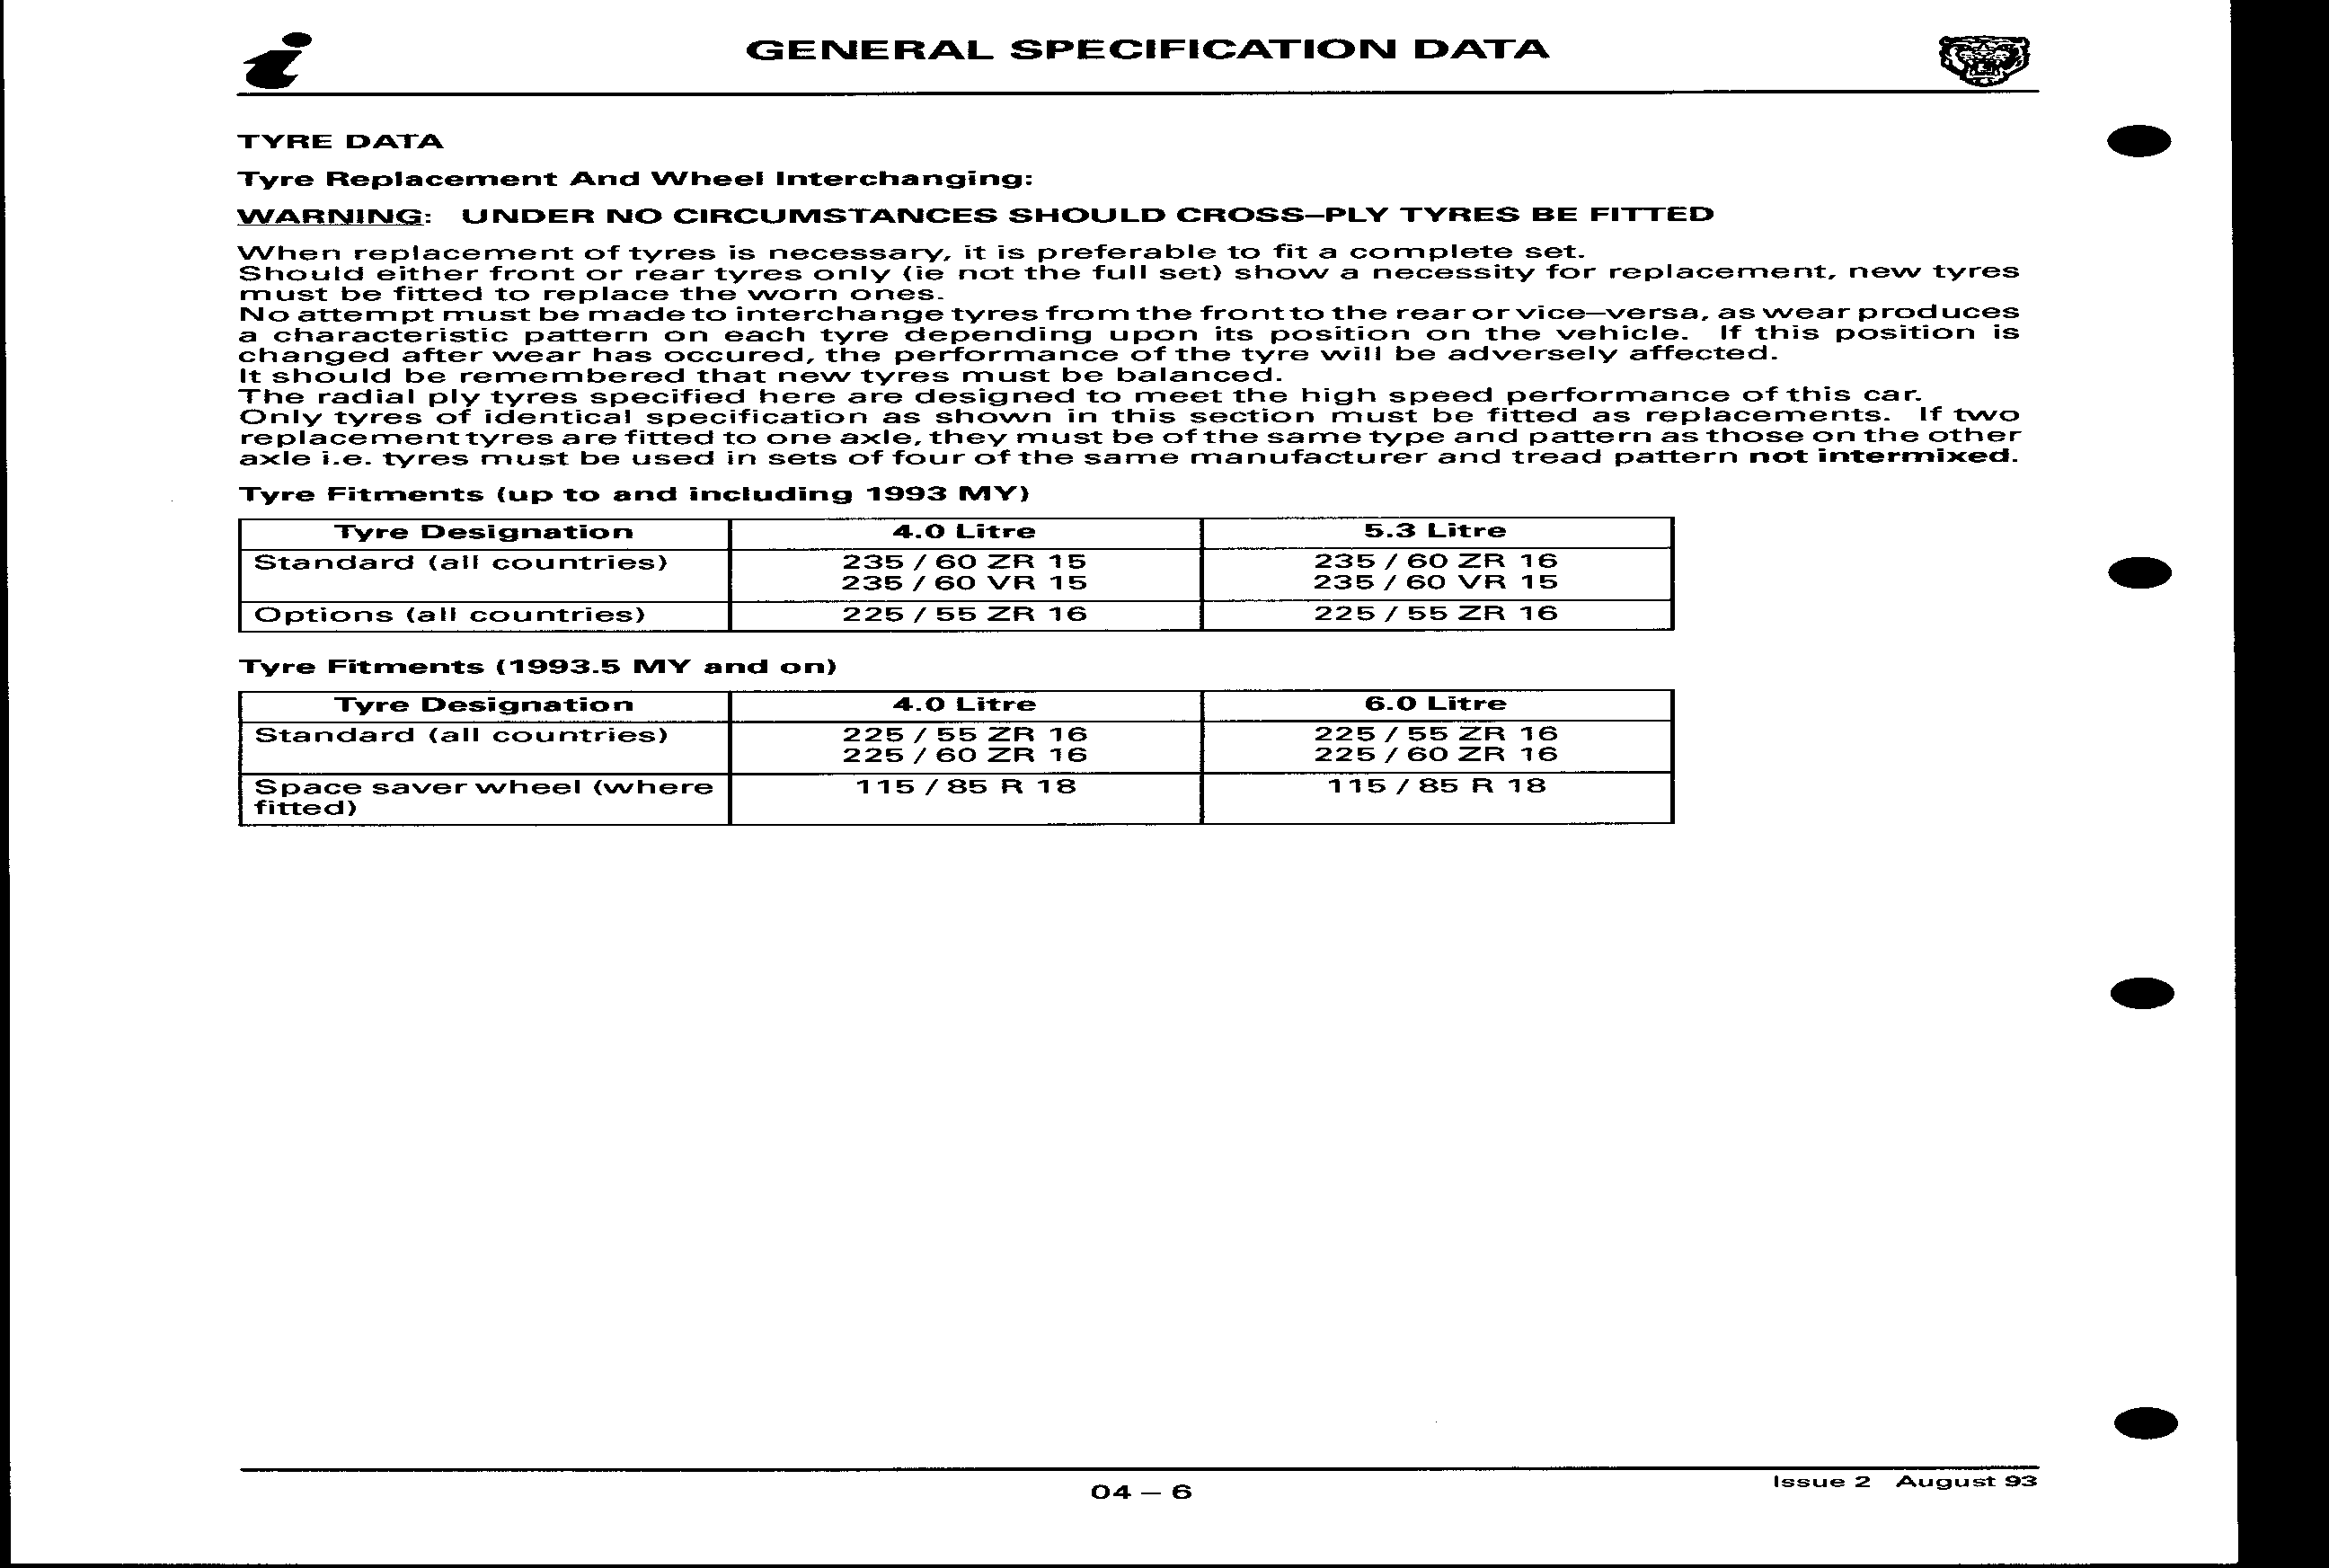 GENERAL SPECIFICATION DATA
TYRE DATA
Tyre Replacement And Wheel Interchanging:
WARNING: UNDER NO CIRCUMSTANCES SHOULD CROSS–PLY TYRES BE FITTED
When replacement of tyres is necessary, it is preferable to fit a complete set.
Should either front or rear tyres only (ie not the full set) show a necessity for replacement, new tyres
must be fitted to replace the worn ones.
No attempt must be made to interchange tyres from the front to the rear or vice–versa, as wear produces
a characteristic pattern on each tyre depending upon its position on the vehicle. If this position is
changed after wear has occured, the performance of the tyre will be adversely affected.
It should be remembered that new tyres must be balanced.
The radial ply tyres specified here are designed to meet the high speed performance of this car.
Only tyres of identical specification as shown in this section must be fitted as replacements. If two
replacement tyres are fitted to one axle, they must be of the same type and pattern as those on the other
axle i.e. tyres must be used in sets of four of the same manufacturer and tread pattern not intermixed.
Tyre Fitments (up to and including 1993 MY)
Tyre Designation 4.0 Litre 5.3 Litre
Standard (all countries) 235 / 60 ZR 15 235 / 60 ZR 16
235 / 60 VR 15 235 / 60 VR 15
Options (all countries) 225 / 55 ZR 16 225 / 55 ZR 16
Tyre Fitments (1993.5 MY and on)
Tyre Designation 4.0 Litre 6.0 Litre
Standard (all countries) 225 / 55 ZR 16 225 / 55 ZR 16
225 / 60 ZR 16 225 / 60 ZR 16
Space saver wheel (where 115 / 85 R 18 115 / 85 R 18
fitted)
04 – 6
Issue 2 August 93